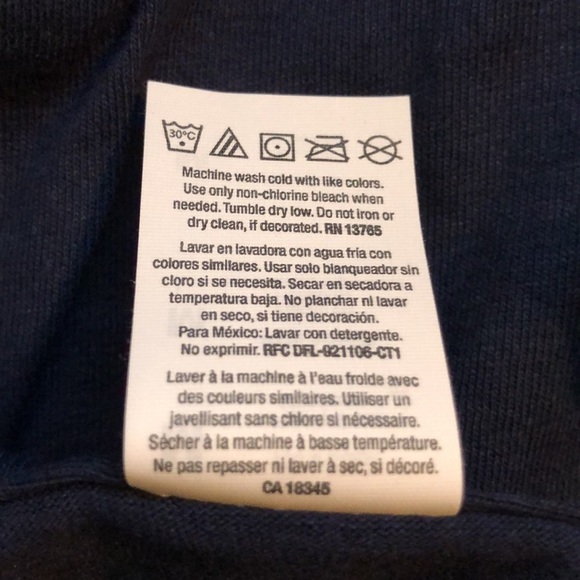 30°C
Machine wash cold with like colors.
Use only non-chlorine bleach when
needed. Tumble dry low. Do not iron or
dry clean, if decorated. RN 13765
Lavar en lavadora con agua fría con
colores similares. Usar solo blanqueador sin
cloro si se necesita. Secar en secadora a
temperatura baja. No planchar ni lavar
en seco, si tiene decoración.
Para México: Lavar con detergente.
No exprimir. RFC DFL-921106-CT1
Laver à la machine à l'eau froide avec
des couleurs similaires. Utiliser un
javellisant sans chlore si nécessaire.
Sécher à la machine à basse température.
Ne pas repasser ni laver à sec, si décoré.
CA 18345